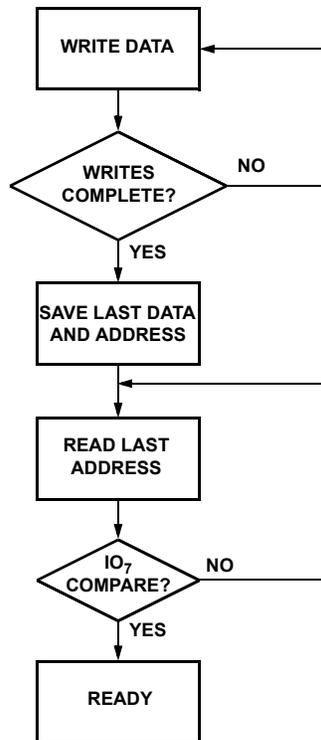 WRITE DATA
WRITES
COMPLETE?
NO
YES
SAVE LAST DATA
AND ADDRESS
READ LAST
ADDRESS
IO₇
COMPARE?
NO
YES
READY